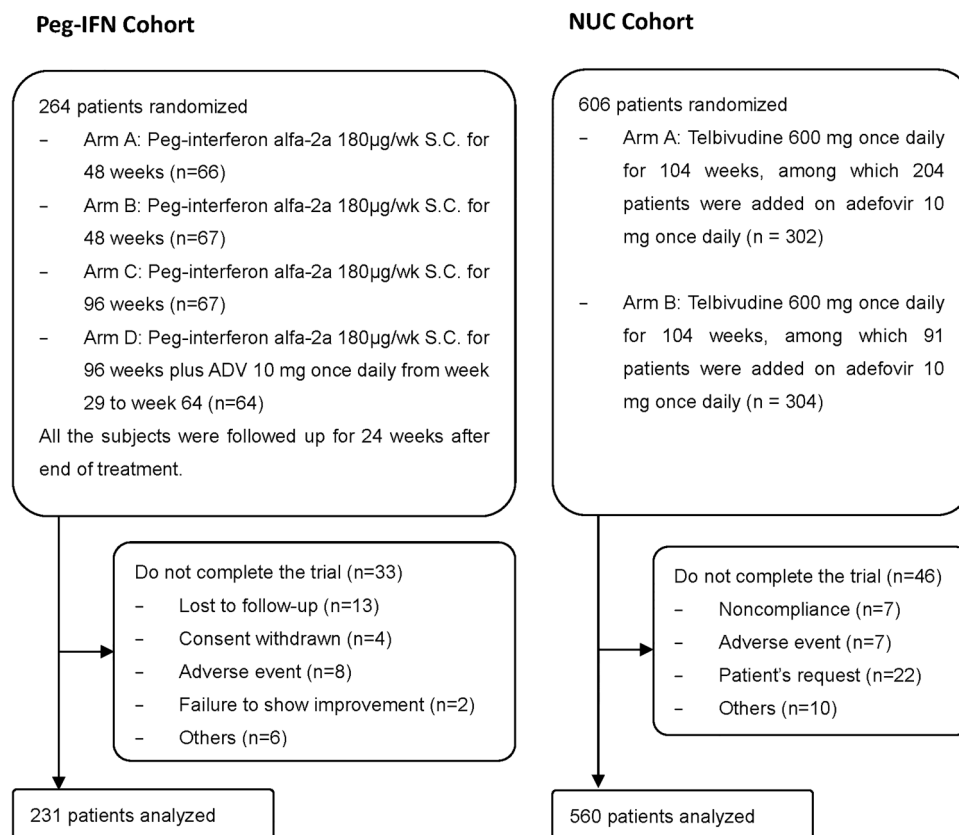 Peg-IFN Cohort
264 patients randomized
- Arm A: Peg-interferon alfa-2a 180µg/wk S.C. for
48 weeks (n=66)
- Arm B: Peg-interferon alfa-2a 180µg/wk S.C. for
48 weeks (n=67)
- Arm C: Peg-interferon alfa-2a 180µg/wk S.C. for
96 weeks (n=67)
- Arm D: Peg-interferon alfa-2a 180µg/wk S.C. for
96 weeks plus ADV 10 mg once daily from week
29 to week 64 (n=64)
All the subjects were followed up for 24 weeks after
end of treatment.
Do not complete the trial (n=33)
- Lost to follow-up (n=13)
- Consent withdrawn (n=4)
- Adverse event (n=8)
- Failure to show improvement (n=2)
- Others (n=6)
231 patients analyzed
NUC Cohort
606 patients randomized
- Arm A: Telbivudine 600 mg once daily
for 104 weeks, among which 204
patients were added on adefovir 10
mg once daily (n = 302)
- Arm B: Telbivudine 600 mg once daily
for 104 weeks, among which 91
patients were added on adefovir 10
mg once daily (n = 304)
Do not complete the trial (n=46)
- Noncompliance (n=7)
- Adverse event (n=7)
- Patient's request (n=22)
- Others (n=10)
560 patients analyzed